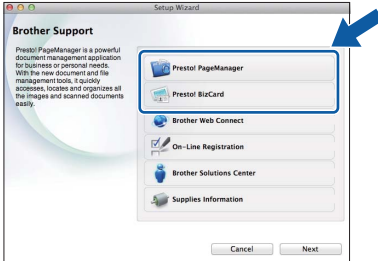 Setup Wizard
Brother Support
Presto! PageManager is a powerful
document management application
for business or personal needs.
With the new document and file
management tools, it quickly
accesses, locates and organizes all
the images and scanned documents
easily.
Presto! PageManager
Presto! BizCard
Brother Web Connect
On-Line Registration
Brother Solutions Center
Supplies Information
Cancel
Next